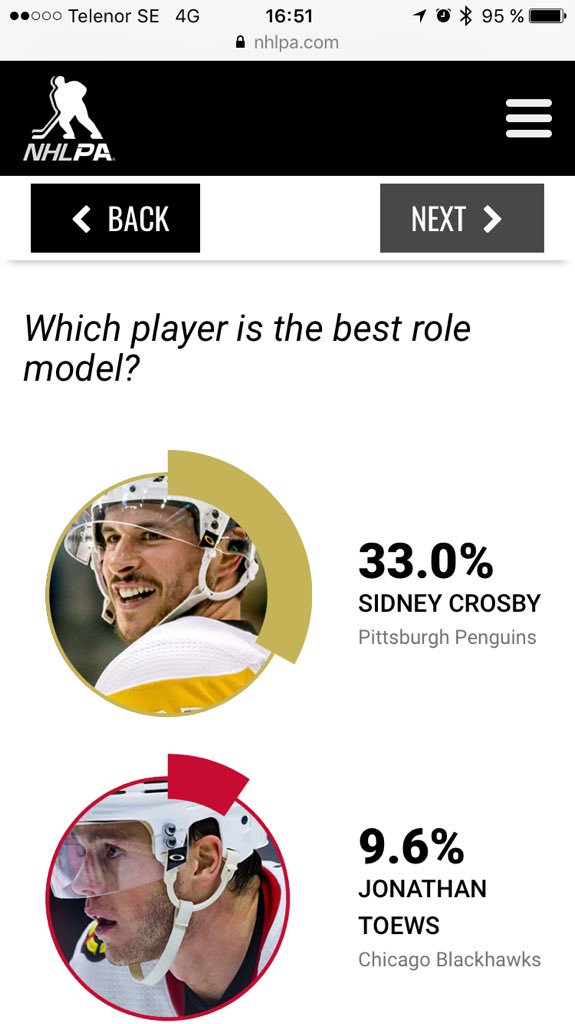 Telenor SE 4G 16:51 95 %
nhlpa.com
NHLPA
BACK NEXT
Which player is the best role
model?
33.0%
SIDNEY CROSBY
Pittsburgh Penguins
9.6%
JONATHAN
TOEWS
Chicago Blackhawks